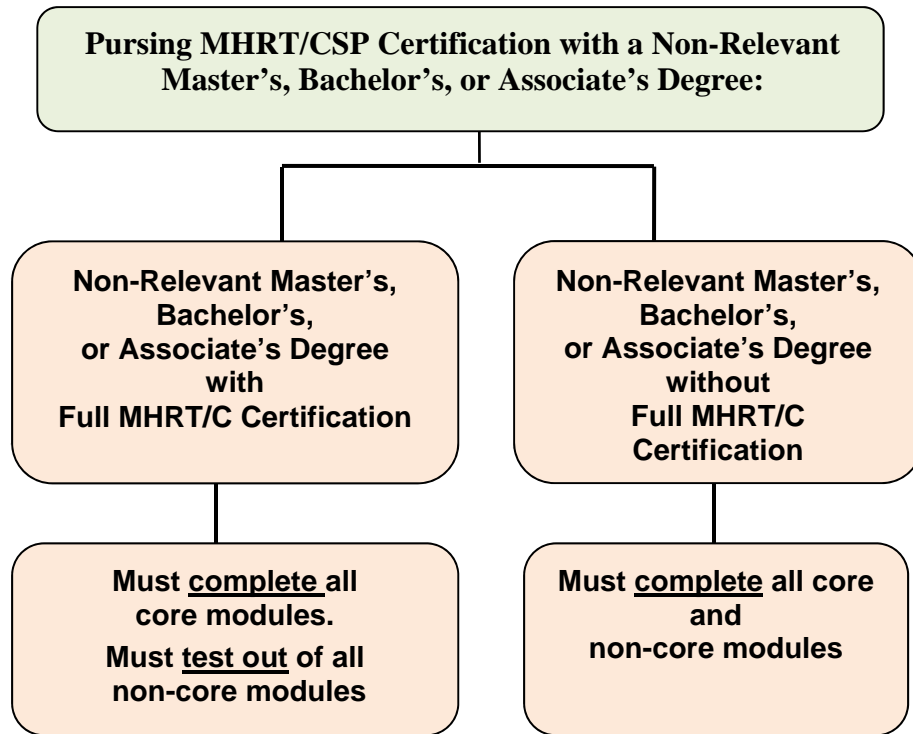 Pursing MHRT/CSP Certification with a Non-Relevant
Master’s, Bachelor’s, or Associate’s Degree:
Non-Relevant Master’s,
Bachelor’s,
or Associate’s Degree
with
Full MHRT/C Certification
Non-Relevant Master’s,
Bachelor’s,
or Associate’s Degree
without
Full MHRT/C
Certification
Must complete all
core modules.
Must test out of all
non-core modules
Must complete all core
and
non-core modules